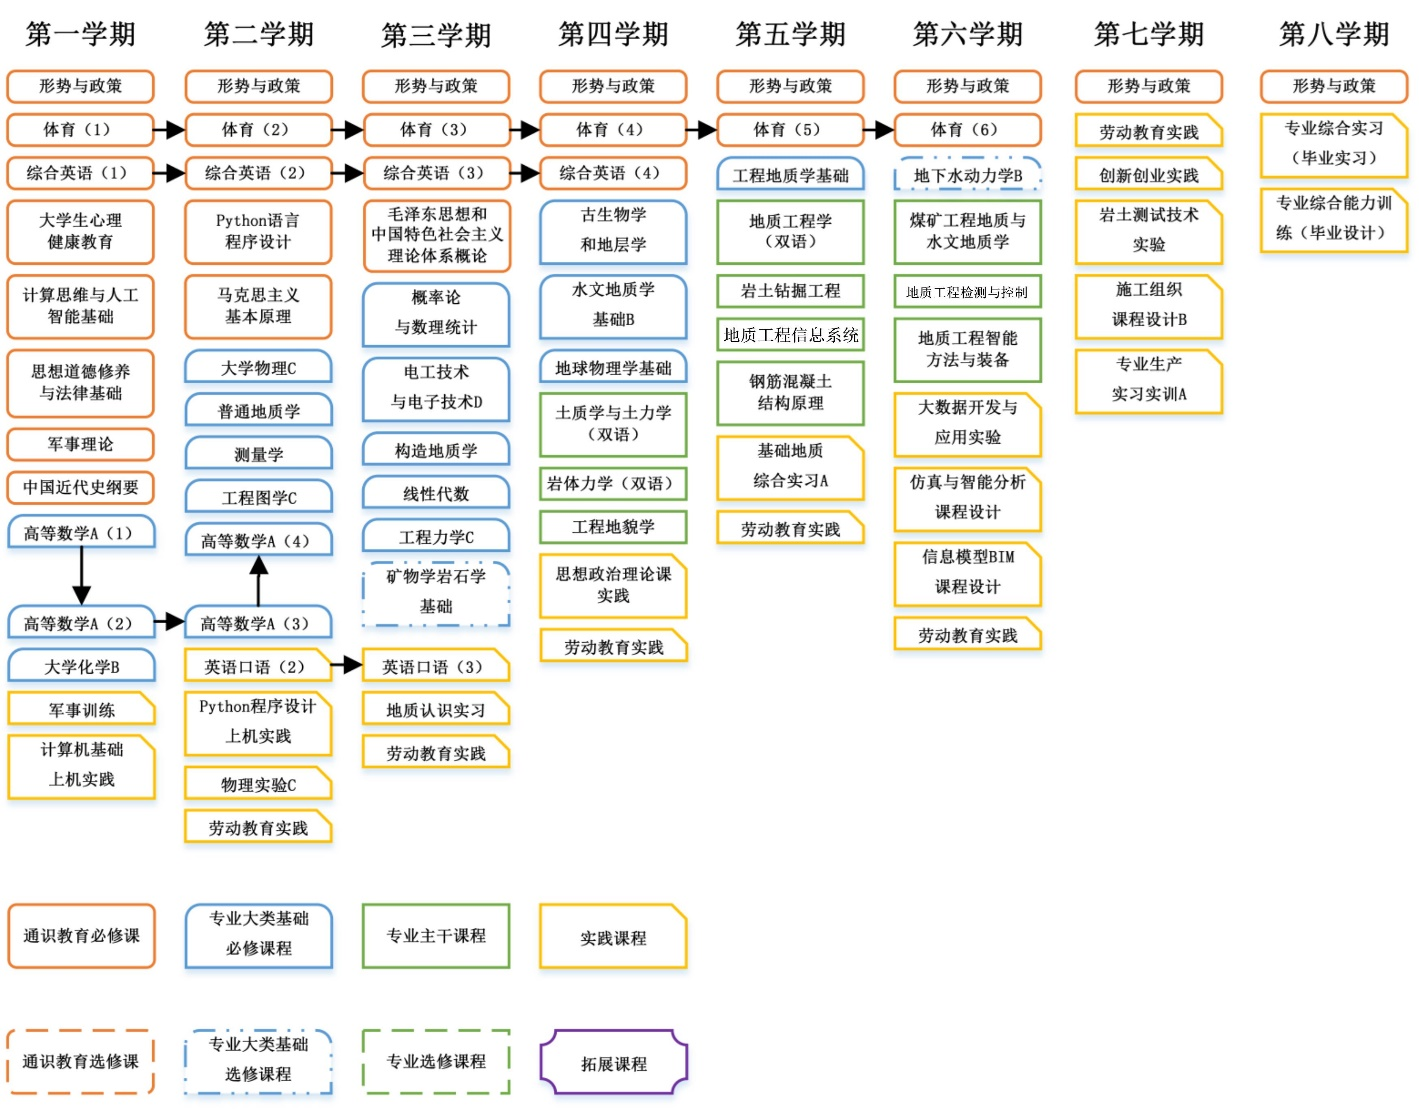 第一学期
形势与政策
体育（1）
综合英语（1）
大学生心理
健康教育
计算思维与人工
智能基础
思想道德修养
与法律基础
军事理论
中国近代史纲要
高等数学A（1）
高等数学A（2）
大学化学B
军事训练
计算机基础
上机实践
第二学期
形势与政策
体育（2）
综合英语（2）
Python语言
程序设计
马克思主义
基本原理
大学物理C
普通地质学
测量学
工程图学C
高等数学A（4）
高等数学A（3）
英语口语（2）
Python程序设计
上机实践
物理实验C
劳动教育实践
第三学期
形势与政策
体育（3）
综合英语（3）
毛泽东思想和
中国特色社会主义
理论体系概论
概率论
与数理统计
电工技术
与电子技术D
构造地质学
线性代数
工程力学C
矿物学岩石学
基础
英语口语（3）
地质认识实习
劳动教育实践
第四学期
形势与政策
体育（4）
综合英语（4）
古生物学
和地层学
水文地质学
基础B
地球物理学基础
土质学与土力学
（双语）
岩体力学（双语）
工程地貌学
思想政治理论课
实践
劳动教育实践
第五学期
形势与政策
体育（5）
工程地质学基础
地质工程学
（双语）
岩土钻掘工程
地质工程信息系统
钢筋混凝土
结构原理
基础地质
综合实习A
劳动教育实践
第六学期
形势与政策
体育（6）
地下水动力学B
煤矿工程地质与
水文地质学
地质工程检测与控制
地质工程智能
方法与装备
大数据开发与
应用实验
仿真与智能分析
课程设计
信息模型BIM
课程设计
劳动教育实践
第七学期
形势与政策
劳动教育实践
创新创业实践
岩土测试技术
实验
施工组织
课程设计B
专业生产
实习实训A
第八学期
形势与政策
专业综合实习
（毕业实习）
专业综合能力训
练（毕业设计）
通识教育必修课
专业大类基础
必修课程
专业主干课程
实践课程
通识教育选修课
专业大类基础
选修课程
专业选修课程
拓展课程